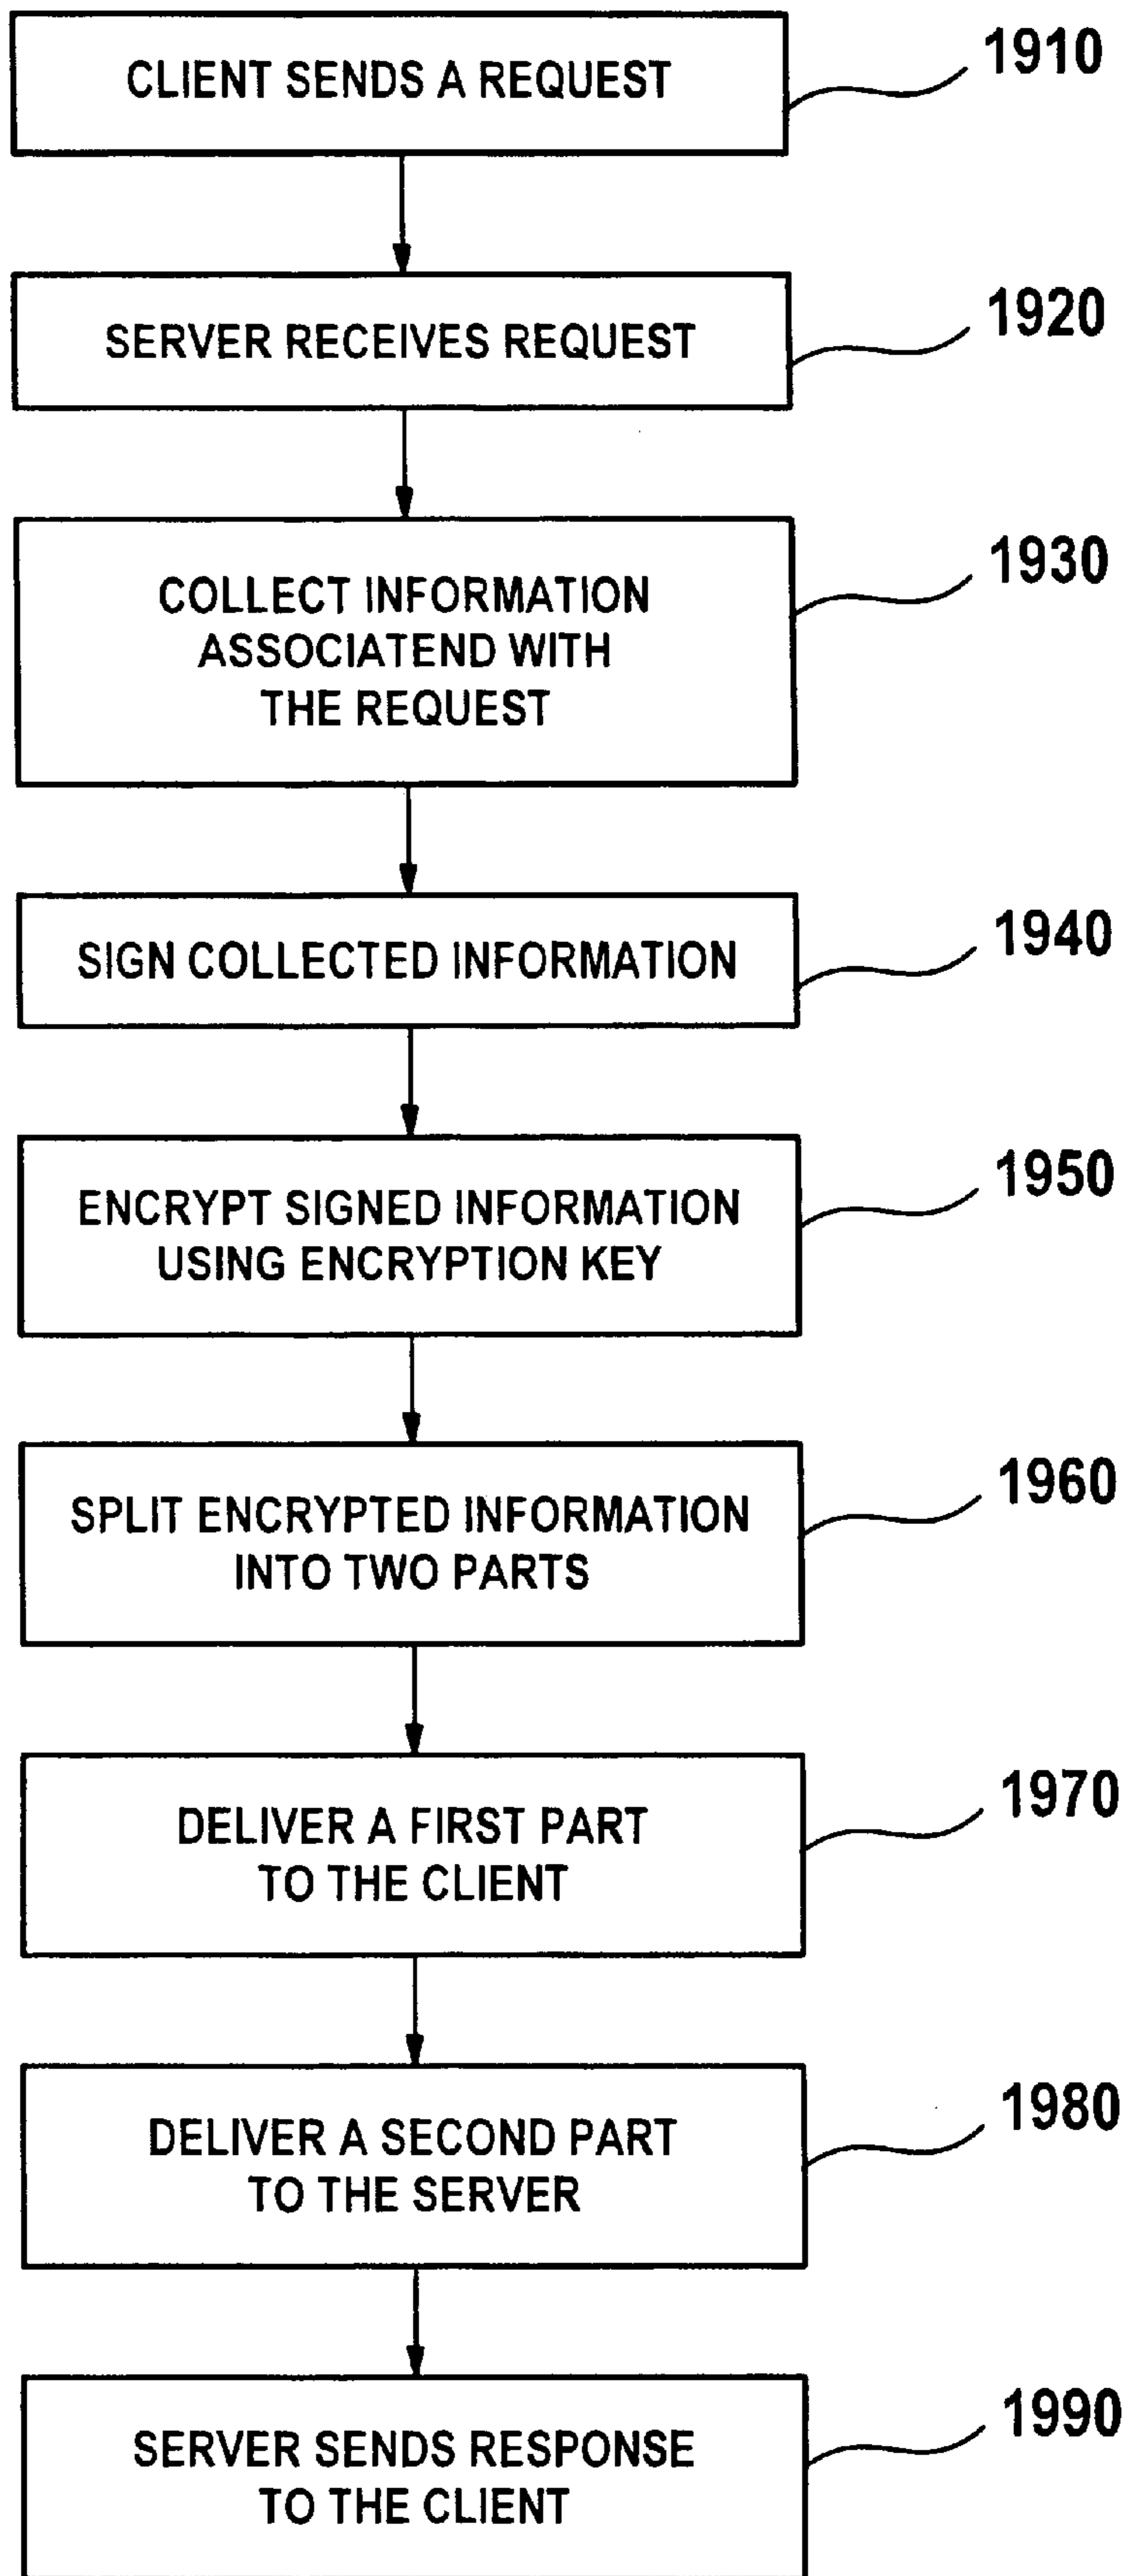 CLIENT SENDS A REQUEST
1910
SERVER RECEIVES REQUEST
1920
COLLECT INFORMATION
ASSOCIATEND WITH
THE REQUEST
1930
SIGN COLLECTED INFORMATION
1940
ENCRYPT SIGNED INFORMATION
USING ENCRYPTION KEY
1950
SPLIT ENCRYPTED INFORMATION
INTO TWO PARTS
1960
DELIVER A FIRST PART
TO THE CLIENT
1970
DELIVER A SECOND PART
TO THE SERVER
1980
SERVER SENDS RESPONSE
TO THE CLIENT
1990